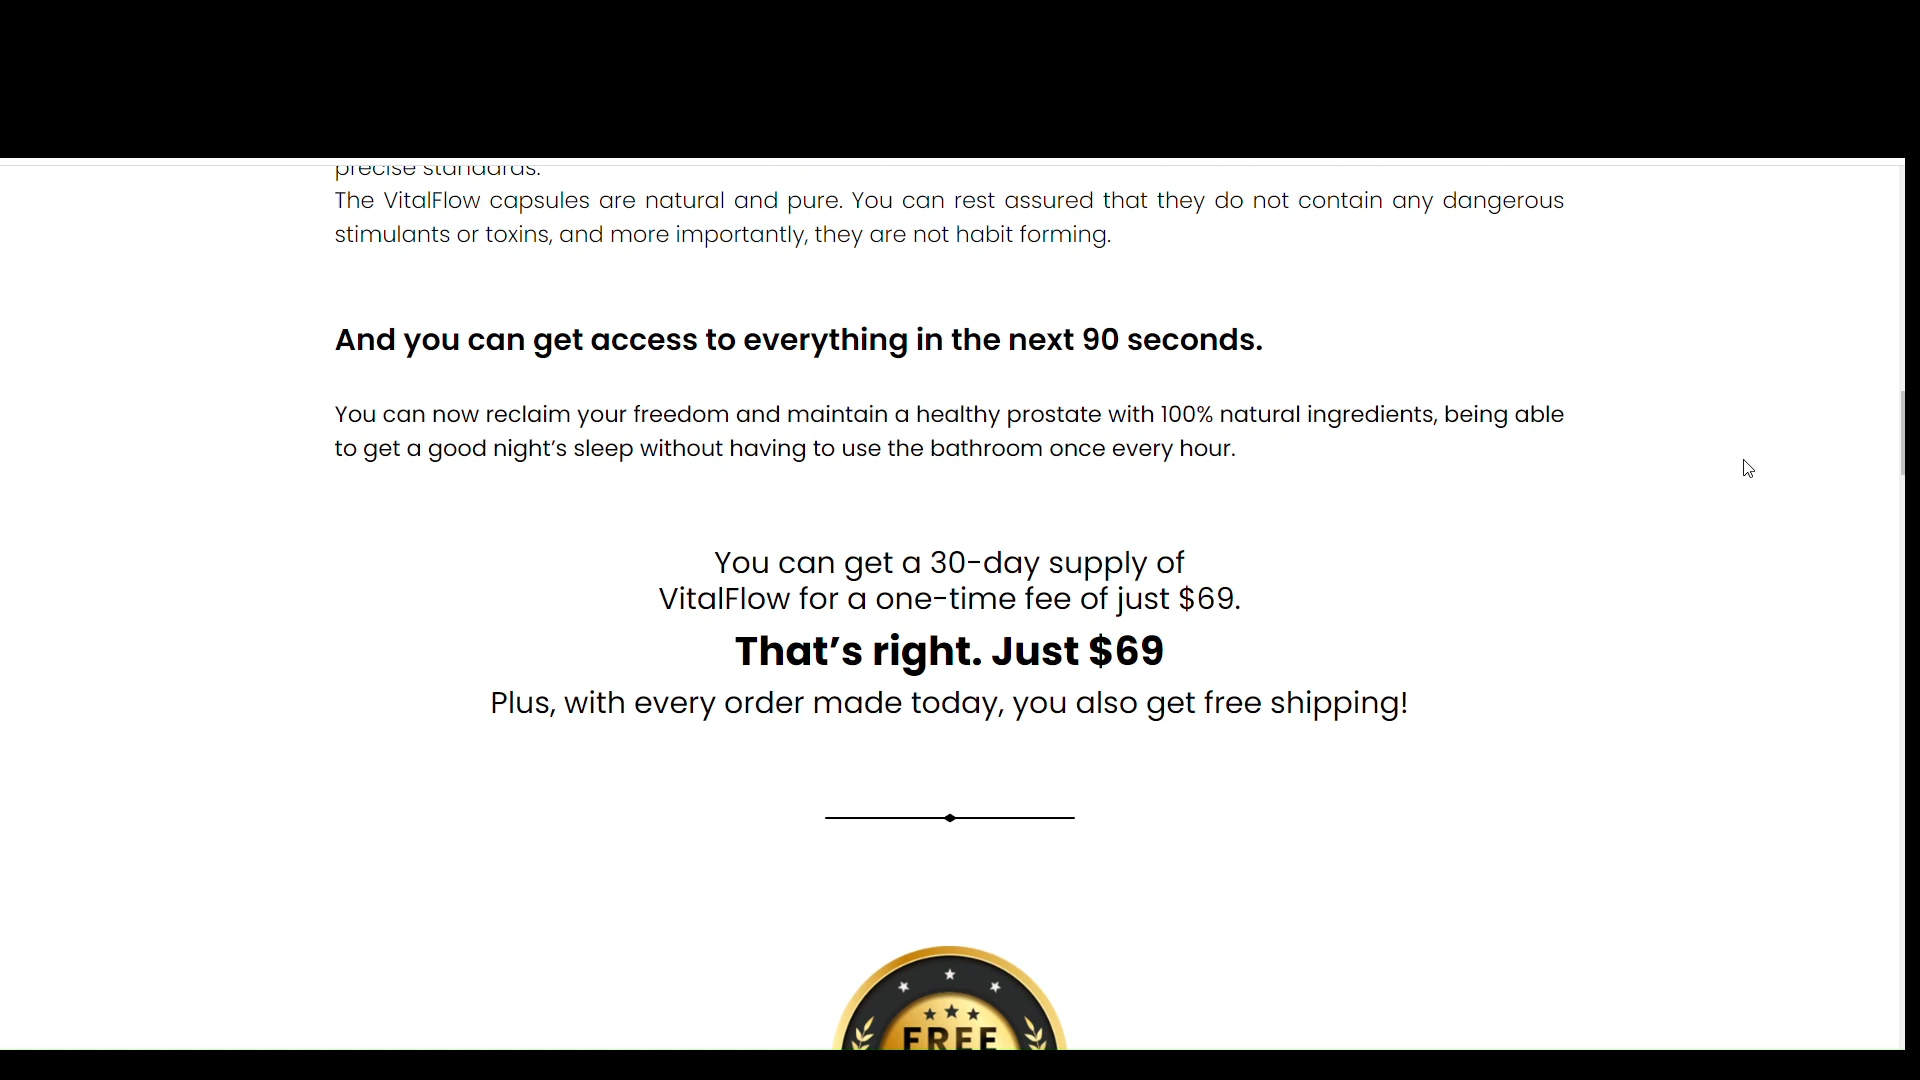 precise standards.
The VitalFlow capsules are natural and pure. You can rest assured that they do not contain any dangerous
stimulants or toxins, and more importantly, they are not habit forming.
And you can get access to everything in the next 90 seconds.
You can now reclaim your freedom and maintain a healthy prostate with 100% natural ingredients, being able
to get a good night’s sleep without having to use the bathroom once every hour.
You can get a 30-day supply of
VitalFlow for a one-time fee of just $69.
That’s right. Just $69
Plus, with every order made today, you also get free shipping!
FREE